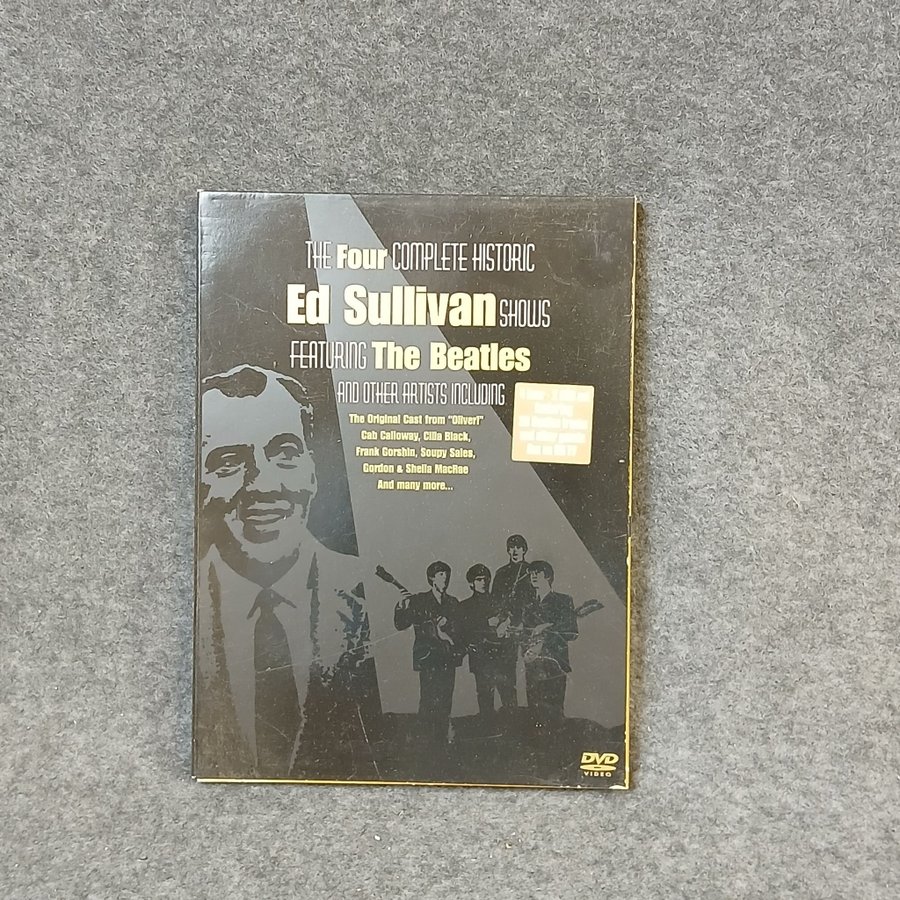 THE Four COMPLETE HISTORIC
Ed Sullivan SHOWS
FEATURING The Beatles
AND OTHER ARTISTS INCLUDING
The Original Cast from "Oliver!"
Cab Calloway, Cilla Black,
Frank Gorshin, Soupy Sales,
Gordon & Sheila MacRae
And many more...
DVD
VIDEO